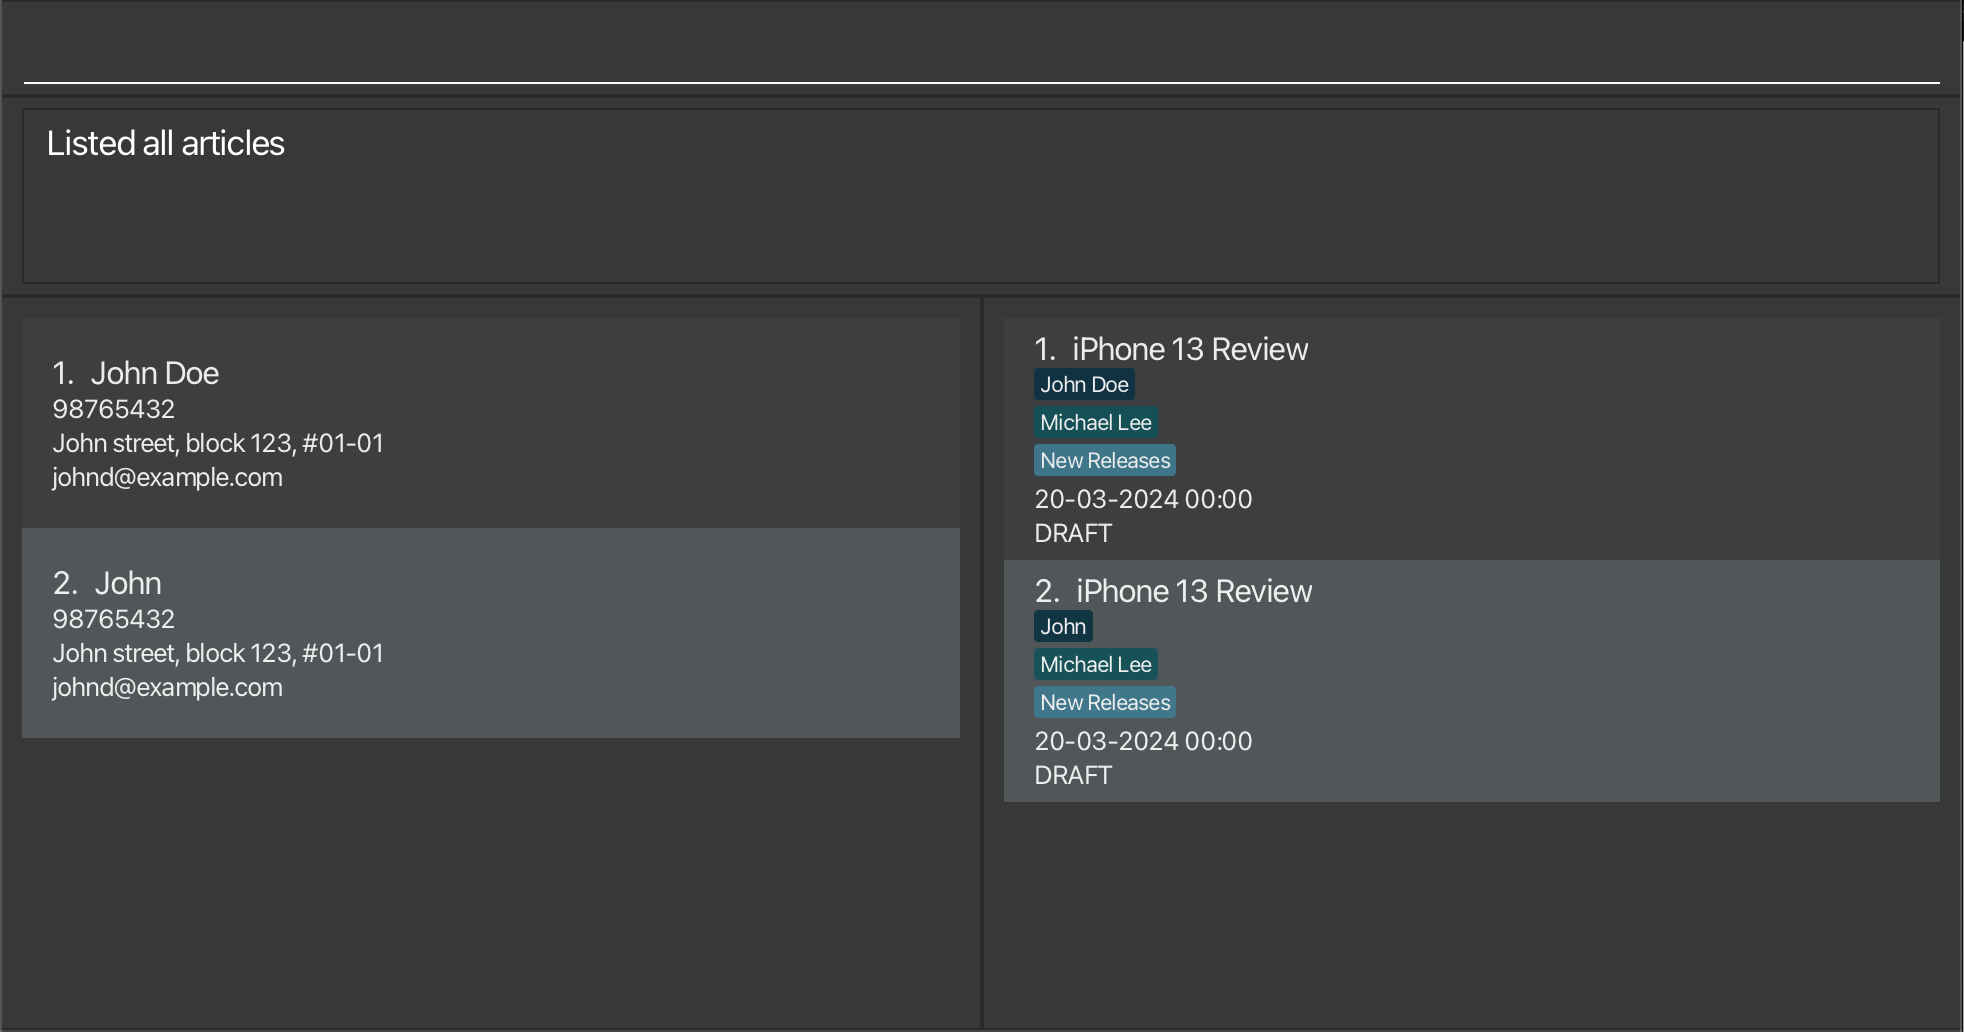 Listed all articles
1. John Doe
98765432
John street, block 123, #01-01
johnd@example.com
2. John
98765432
John street, block 123, #01-01
johnd@example.com
1. iPhone 13 Review
John Doe
Michael Lee
New Releases
20-03-2024 00:00
DRAFT
2. iPhone 13 Review
John
Michael Lee
New Releases
20-03-2024 00:00
DRAFT